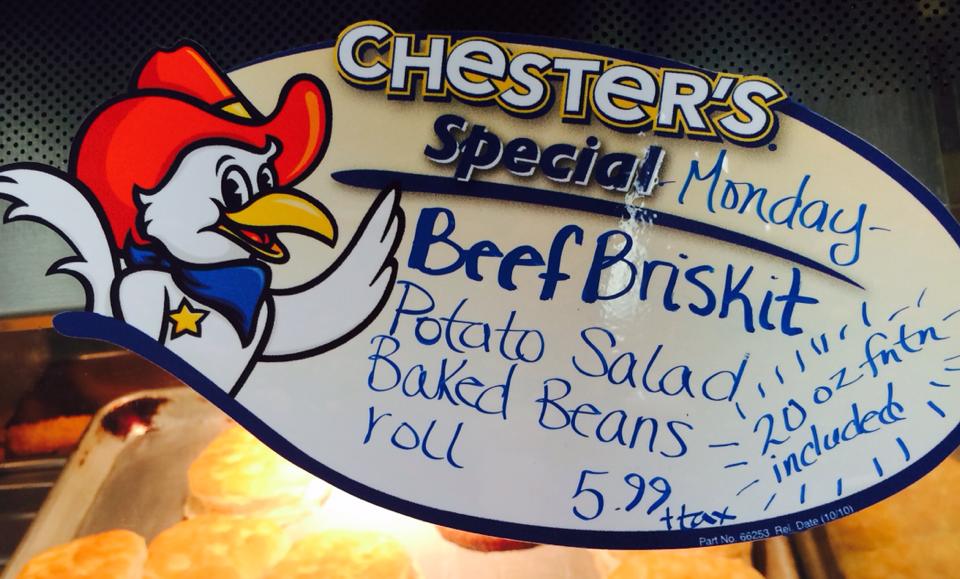 CHESTER'S
Special - Monday -
Beef Briskit
Potato Salad
Baked Beans
roll
- 20 oz fntn -
included
5.99 + tax
Part No. 66253 Rel. Date (10/10)